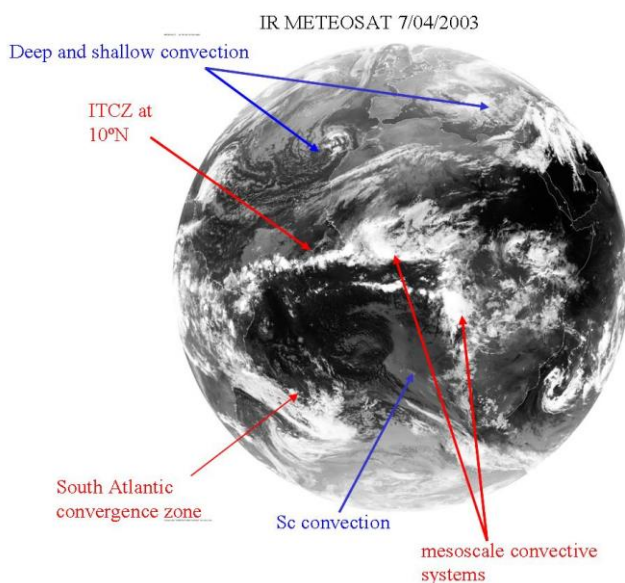 IR METEOSAT 7/04/2003
Deep and shallow convection
ITCZ at
10ºN
South Atlantic
convergence zone
Sc convection
mesoscale convective
systems